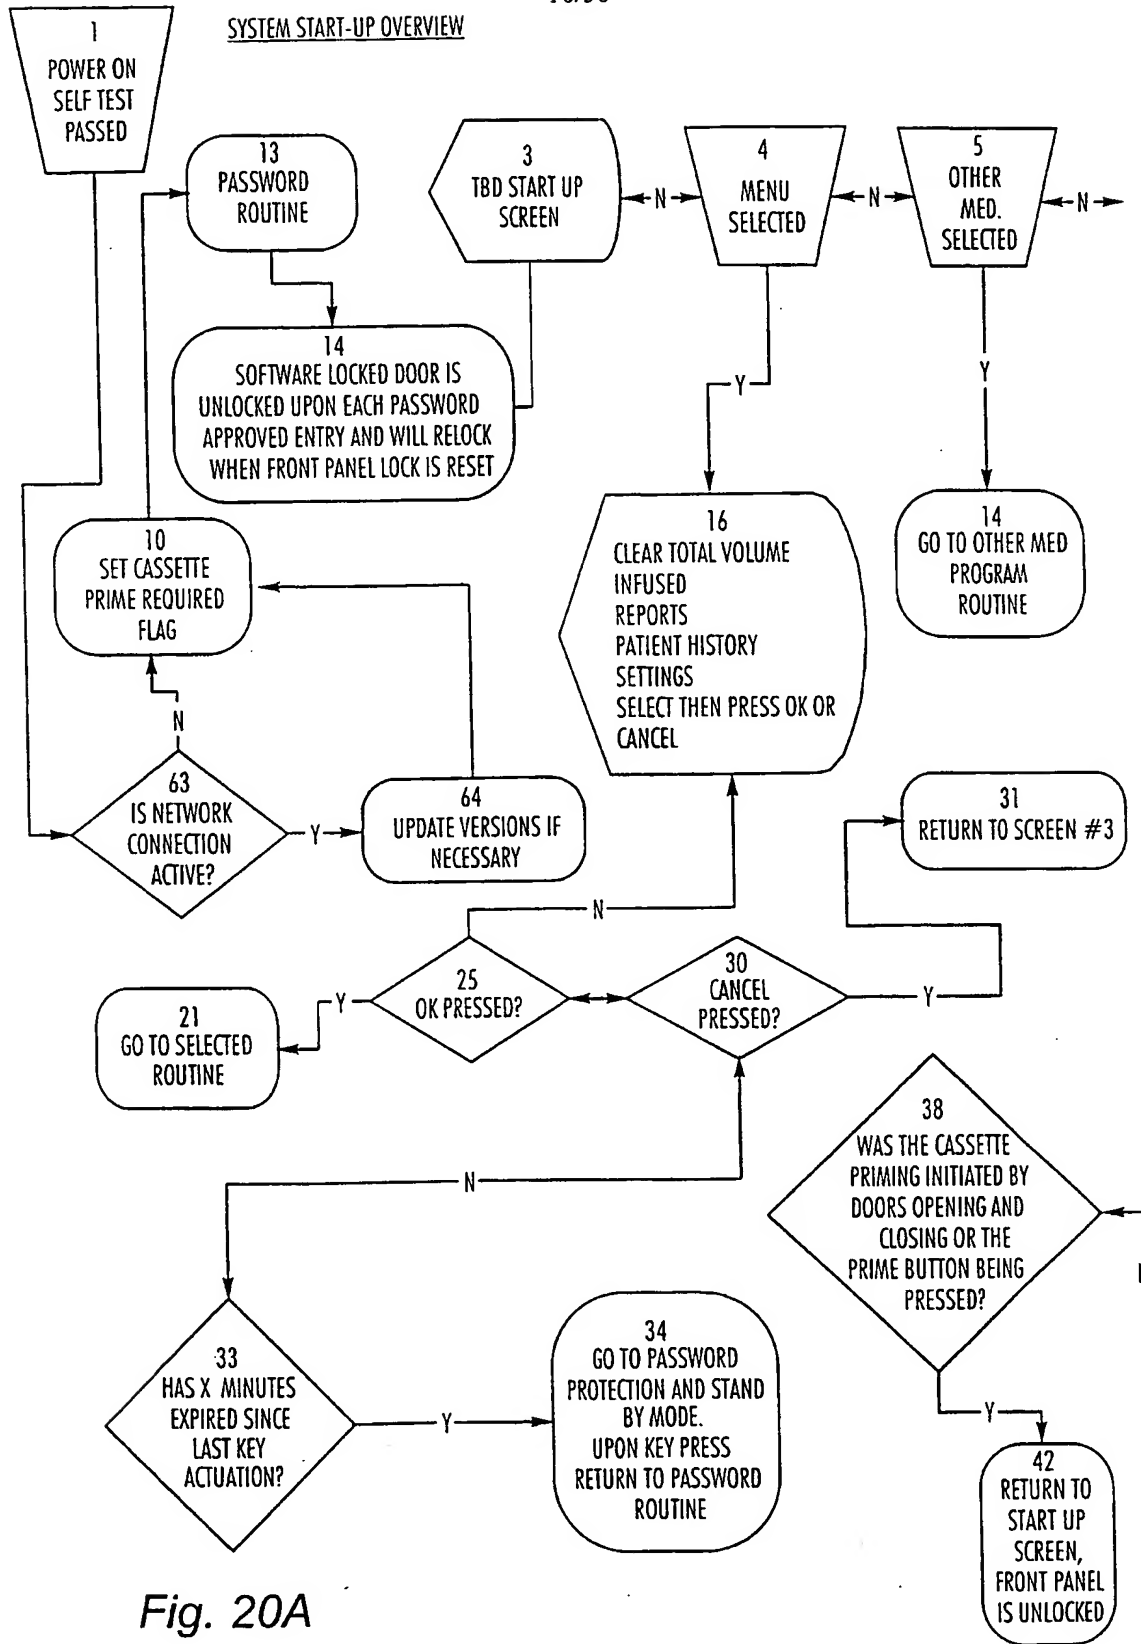 SYSTEM START-UP OVERVIEW
1
POWER ON
SELF TEST
PASSED
13
PASSWORD
ROUTINE
3
TBD START UP
SCREEN
N
4
MENU
SELECTED
N
5
OTHER
MED.
SELECTED
N
14
SOFTWARE LOCKED DOOR IS
UNLOCKED UPON EACH PASSWORD
APPROVED ENTRY AND WILL RELOCK
WHEN FRONT PANEL LOCK IS RESET
Y
Y
10
SET CASSETTE
PRIME REQUIRED
FLAG
16
CLEAR TOTAL VOLUME
INFUSED
REPORTS
PATIENT HISTORY
SETTINGS
SELECT THEN PRESS OK OR
CANCEL
14
GO TO OTHER MED
PROGRAM
ROUTINE
N
63
IS NETWORK
CONNECTION
ACTIVE?
Y
64
UPDATE VERSIONS IF
NECESSARY
31
RETURN TO SCREEN #3
N
25
OK PRESSED?
30
CANCEL
PRESSED?
Y
Y
21
GO TO SELECTED
ROUTINE
N
38
WAS THE CASSETTE
PRIMING INITIATED BY
DOORS OPENING AND
CLOSING OR THE
PRIME BUTTON BEING
PRESSED?
33
HAS X MINUTES
EXPIRED SINCE
LAST KEY
ACTUATION?
Y
34
GO TO PASSWORD
PROTECTION AND STAND
BY MODE.
UPON KEY PRESS
RETURN TO PASSWORD
ROUTINE
Y
42
RETURN TO
START UP
SCREEN,
FRONT PANEL
IS UNLOCKED
Fig. 20A